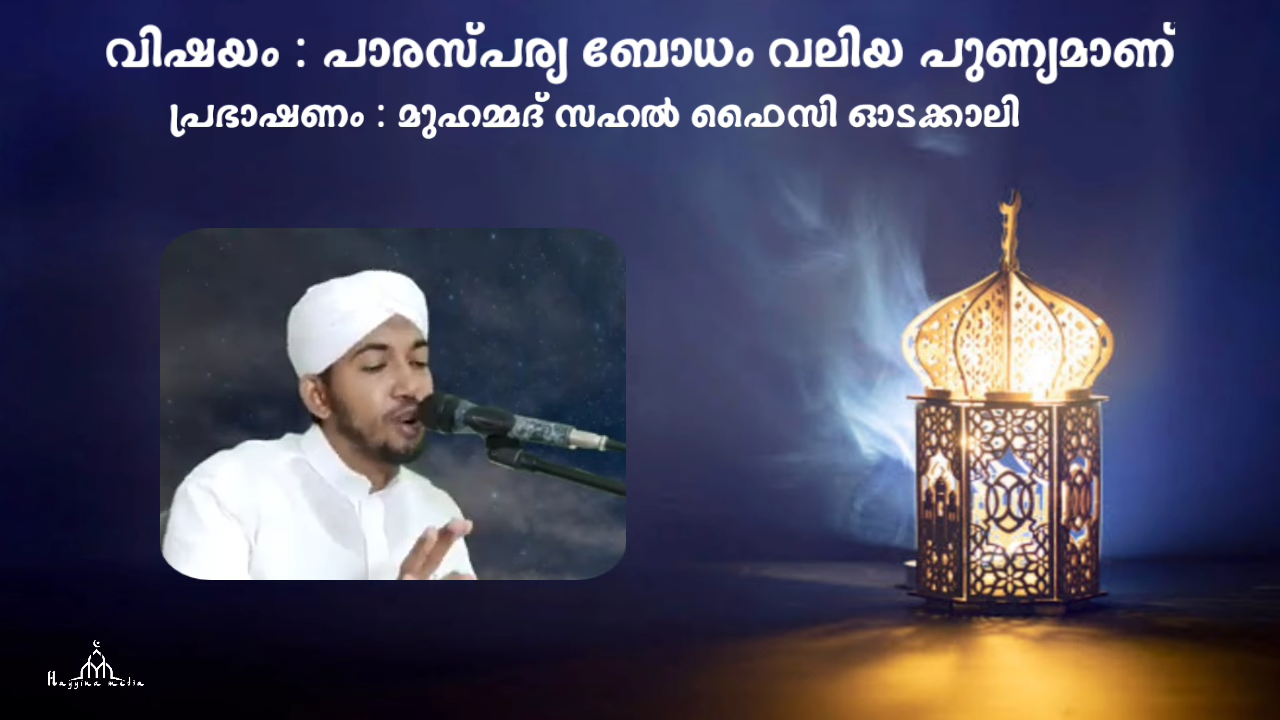 വിഷയം : പാരസ്പര്യ ബോധം വലിയ പുണ്യമാണ്
പ്രഭാഷണം : മുഹമ്മദ് സഹൽ ഫൈസി ഓടക്കാലി